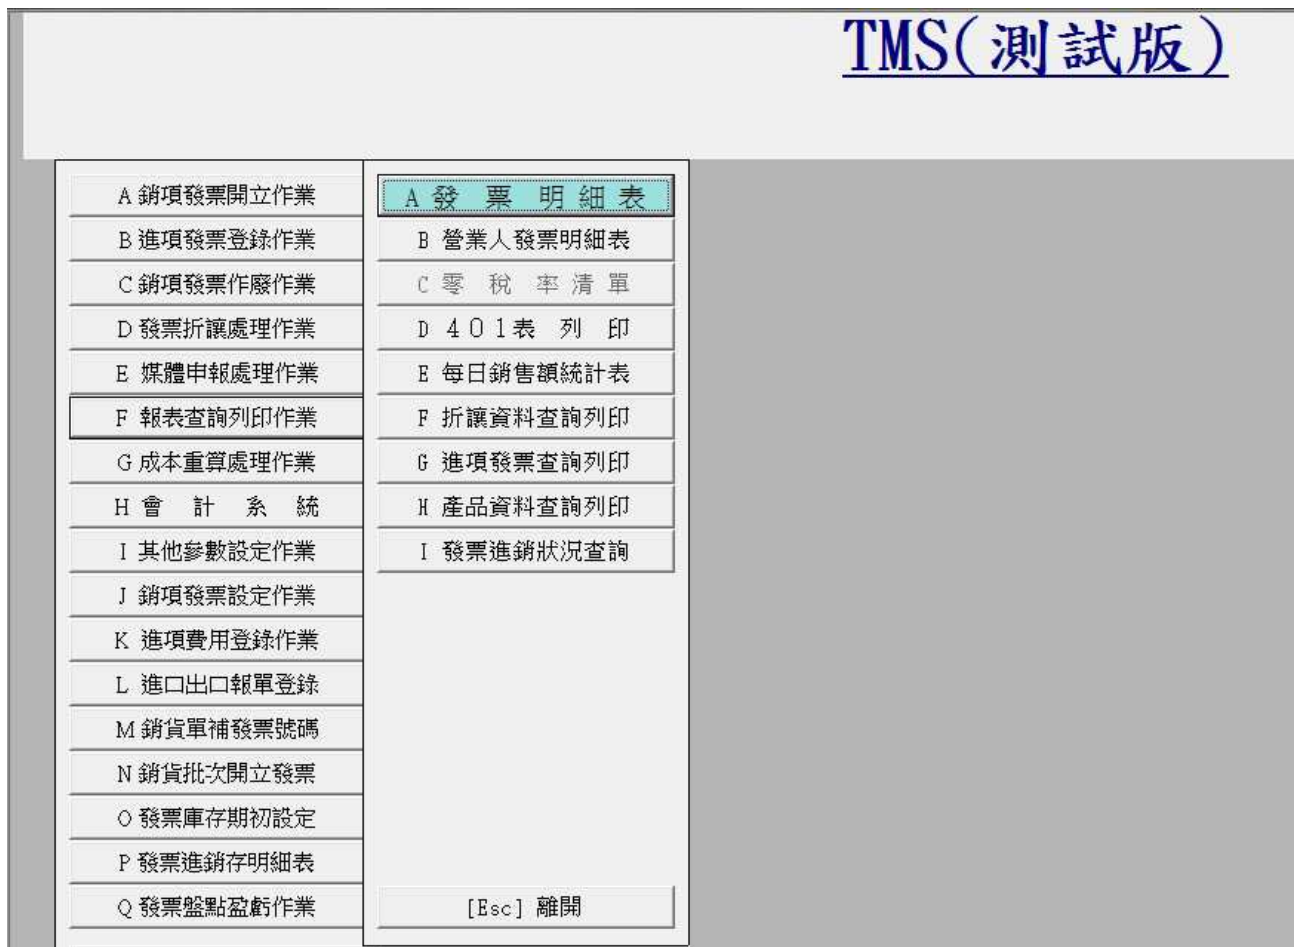 TMS(測試版)
A 銷項發票開立作業
B 進項發票登錄作業
C 銷項發票作廢作業
D 發票折讓處理作業
E 媒體申報處理作業
F 報表查詢列印作業
G 成本重算處理作業
H 會 計 系 統
I 其他參數設定作業
J 銷項發票設定作業
K 進項費用登錄作業
L 進口出口報單登錄
M 銷貨單補發票號碼
N 銷貨批次開立發票
O 發票庫存期初設定
P 發票進銷存明細表
Q 發票盤點盈虧作業
A 發 票 明 細 表
B 營業人發票明細表
C 零 稅 率 清 單
D 401表 列 印
E 每日銷售額統計表
F 折讓資料查詢列印
G 進項發票查詢列印
H 產品資料查詢列印
I 發票進銷狀況查詢
[Esc] 離開